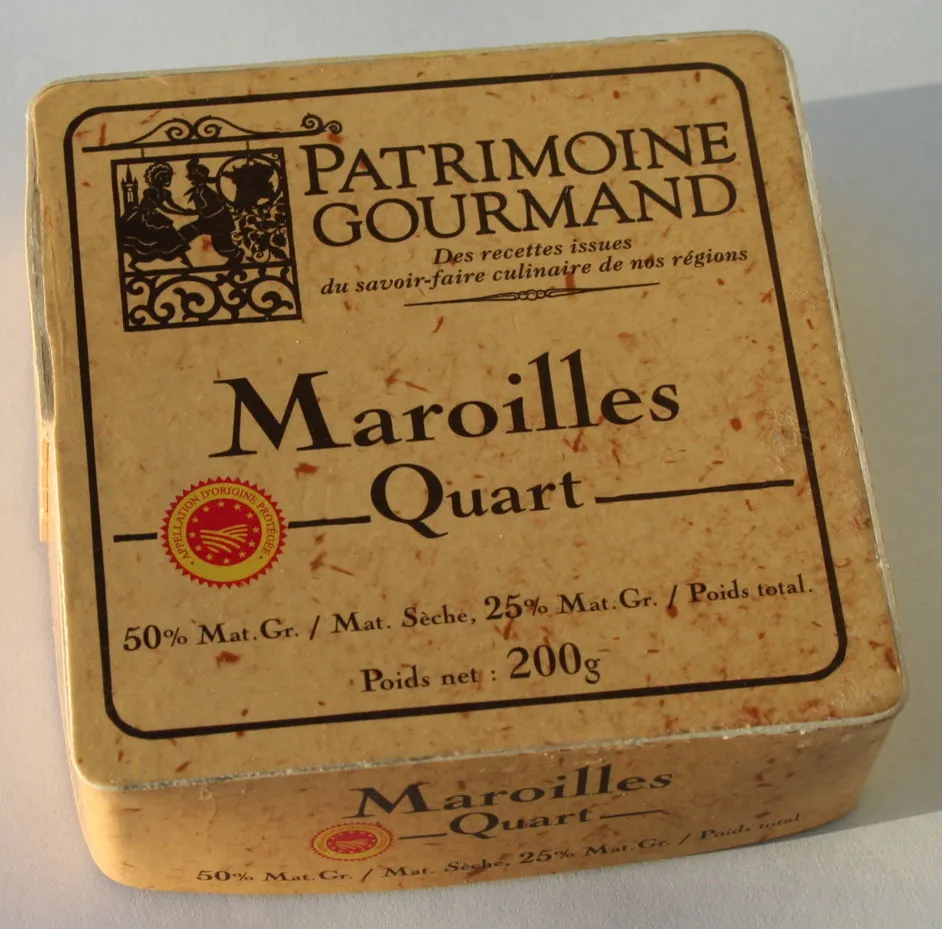 PATRIMOINE
GOURMAND
Des recettes issues
du savoir-faire culinaire de nos régions
Maroilles
Quart
APPELLATION D'ORIGINE PROTÉGÉE
50% Mat.Gr. / Mat. Sèche, 25% Mat.Gr. / Poids total.
Poids net : 200g
Maroilles
Quart
50% Mat.Gr. / Mat. Sèche, 25% Mat.Gr. / Poids total